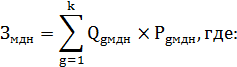 З_мдн = ∑_{g=1}^{k} Q_gмдн × P_gмдн, где: